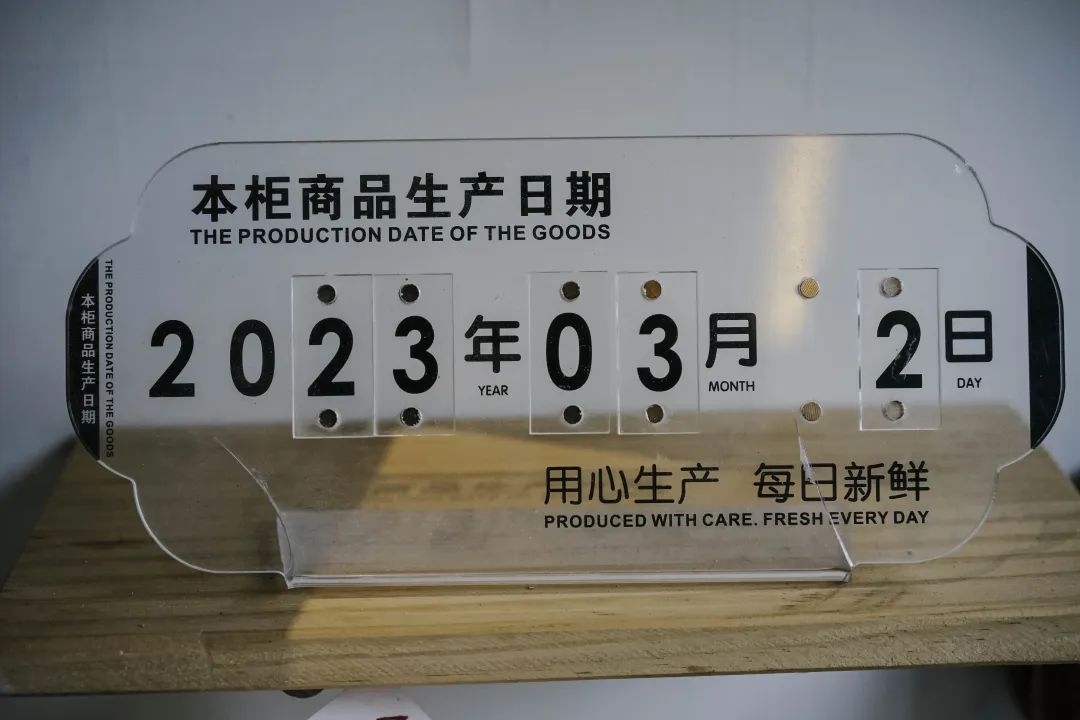 本柜商品生产日期
THE PRODUCTION DATE OF THE GOODS
本柜商品生产日期
THE PRODUCTION DATE OF THE GOODS
2023年03月 2日
YEAR MONTH DAY
用心生产 每日新鲜
PRODUCED WITH CARE. FRESH EVERY DAY